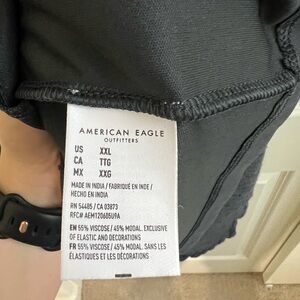 AMERICAN EAGLE
OUTFITTERS
US XXL
CA TTG
MX XXG
MADE IN INDIA / FABRIQUÉ EN INDE /
HECHO EN INDIA
RN 54485 / CA 03873
RFC# AEM120605U9A
EN 55% VISCOSE / 45% MODAL. EXCLUSIVE
OF ELASTIC AND DECORATIONS
FR 55% VISCOSE / 45% MODAL. SANS LES
ÉLASTIQUES ET LES DÉCORATIONS